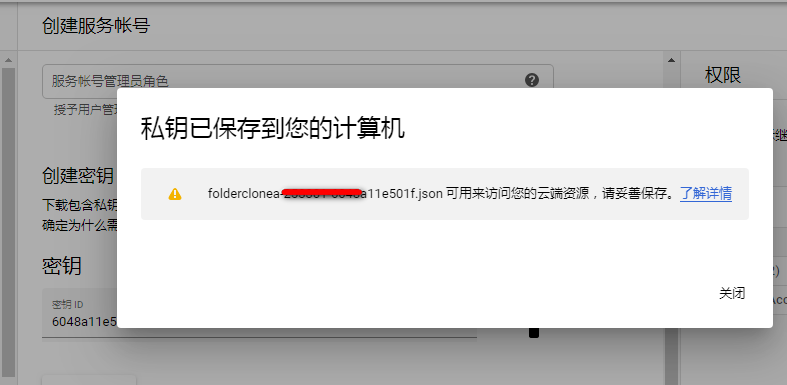 创建服务帐号
服务帐号管理员角色
授予用户管
权限
私钥已保存到您的计算机
创建密钥
folderclonea- a11e501f.json 可用来访问您的云端资源，请妥善保存。了解详情
下载包含私钥
确定为什么需
密钥
密钥 ID
6048a11e5
关闭